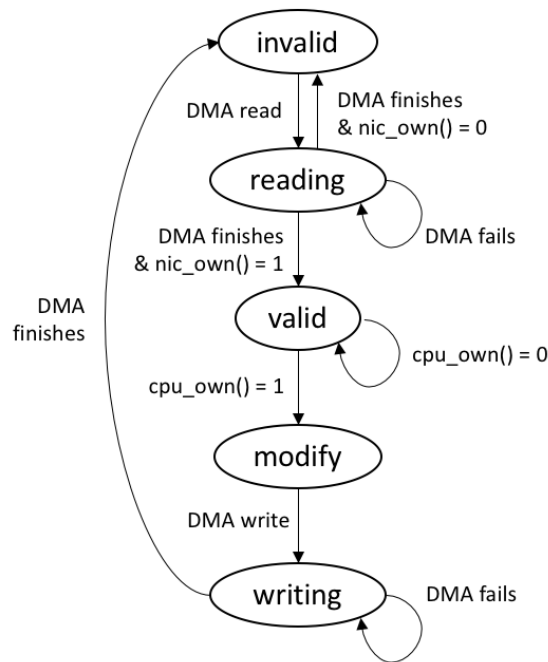 invalid
DMA read
DMA finishes
& nic_own() = 0
reading
DMA finishes
& nic_own() = 1
DMA fails
DMA
finishes
valid
cpu_own() = 0
cpu_own() = 1
modify
DMA write
writing
DMA fails